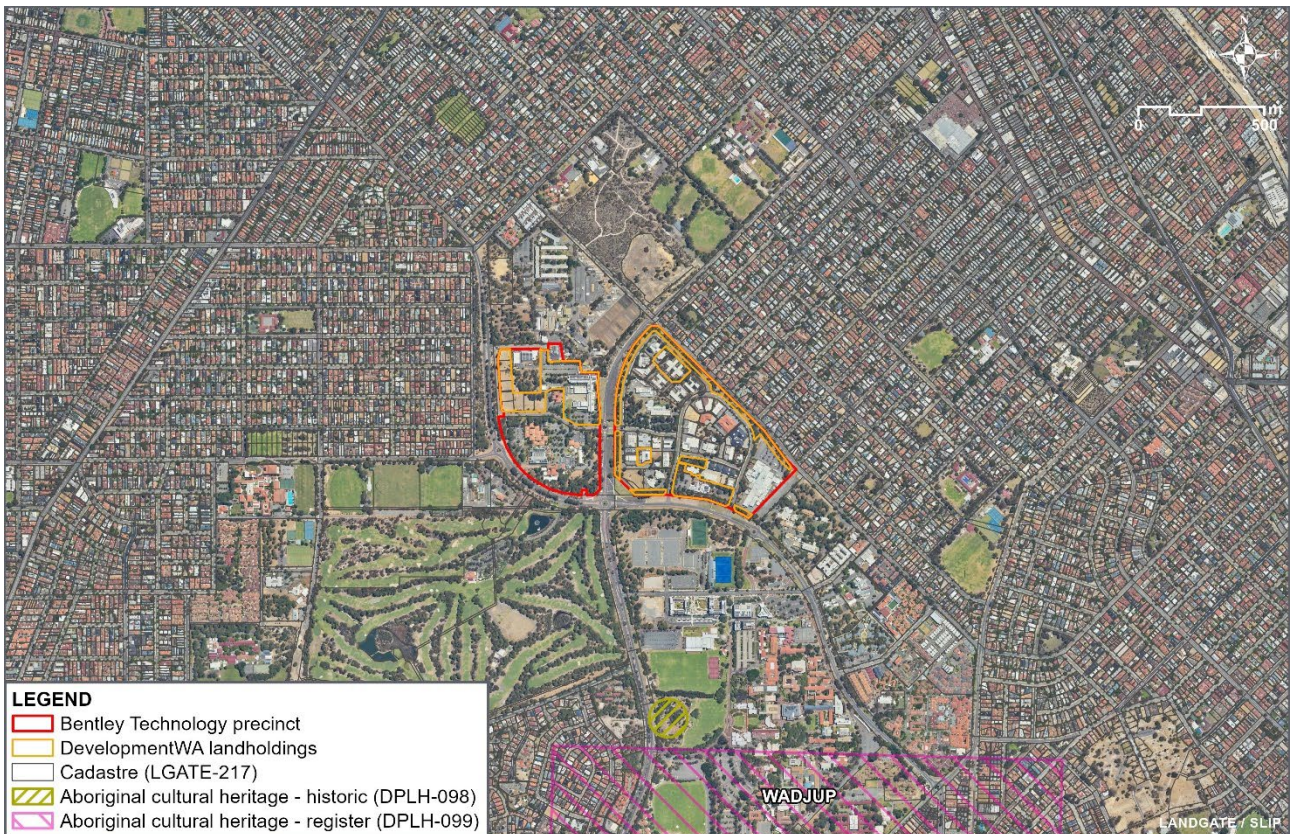 N
E
m
0
500
LEGEND
Bentley Technology precinct
DevelopmentWA landholdings
Cadastre (LGATE-217)
Aboriginal cultural heritage - historic (DPLH-098)
Aboriginal cultural heritage - register (DPLH-099)
WADJUP
LANDGATE / SLIP